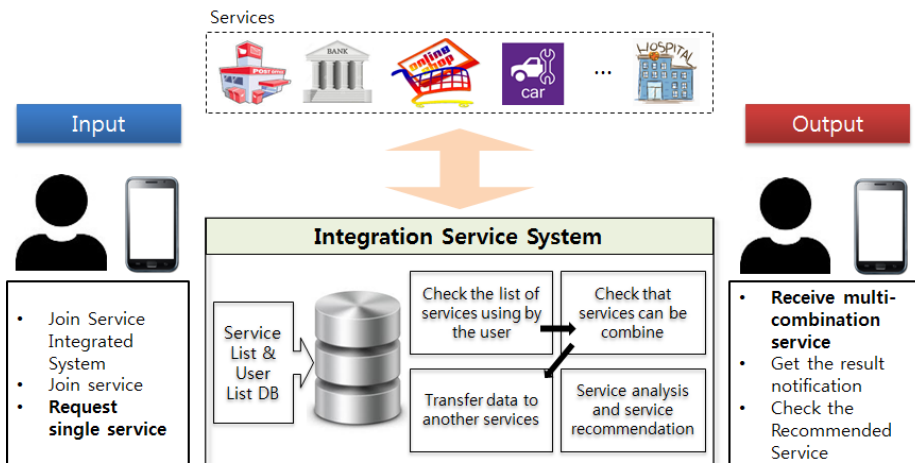 Services
POST OFFICE
BANK
online
shop
car
...
HOSPITAL
Input
Output
Integration Service System
• Join Service
Integrated
System
• Join service
• Request
single service
Service
List &
User
List DB
Check the list of
services using by
the user
Check that
services can be
combine
Transfer data to
another services
Service analysis
and service
recommendation
• Receive multi-
combination
service
• Get the result
notification
• Check the
Recommended
Service